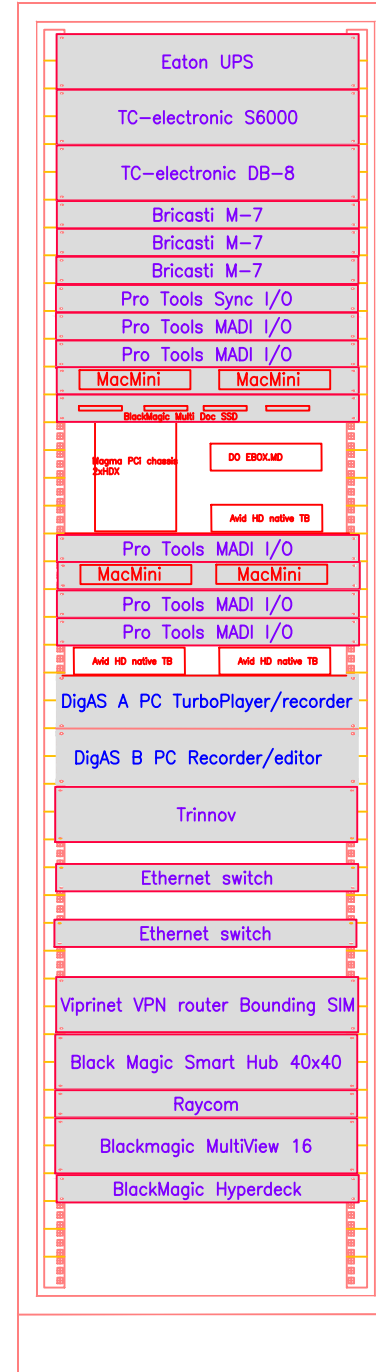 Eaton UPS
TC-electronic S6000
TC-electronic DB-8
Bricasti M-7
Bricasti M-7
Bricasti M-7
Pro Tools Sync I/O
Pro Tools MADI I/O
Pro Tools MADI I/O
MacMini MacMini
BlackMagic Multi Doc SSD
Magma PCI chassis
2xHDX
DO EBOX.MD
Avid HD native TB
Pro Tools MADI I/O
MacMini MacMini
Pro Tools MADI I/O
Pro Tools MADI I/O
Avid HD native TB Avid HD native TB
DigAS A PC TurboPlayer/recorder
DigAS B PC Recorder/editor
Trinnov
Ethernet switch
Ethernet switch
Viprinet VPN router Bounding SIM
Black Magic Smart Hub 40x40
Raycom
Blackmagic MultiView 16
BlackMagic Hyperdeck